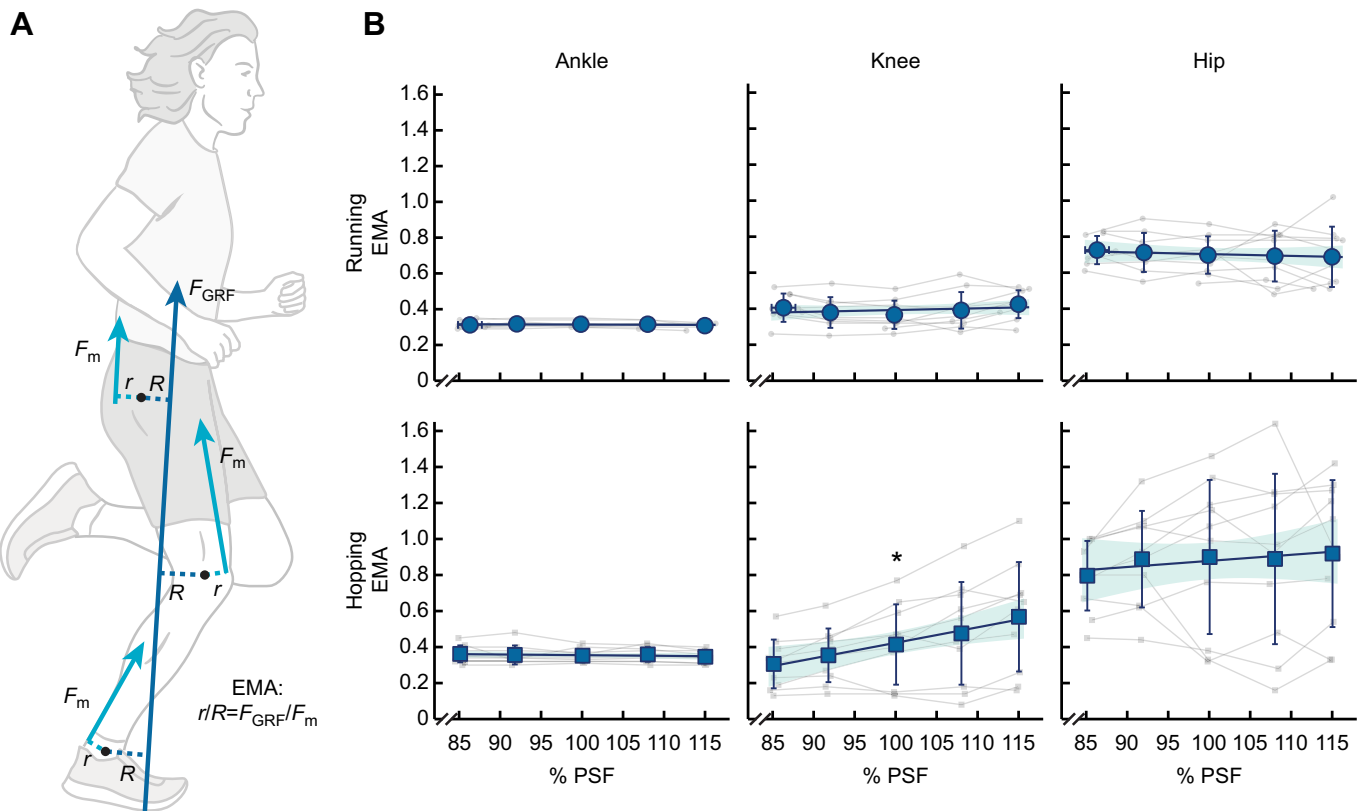 A
F_GRF
F_m
r
R
F_m
R
r
F_m
EMA:
r/R=F_GRF/F_m
r
R
B
Ankle
Knee
Hip
Running
EMA
1.6
1.4
1.2
1.0
0.8
0.6
0.4
0.2
0
Hopping
EMA
1.6
1.4
1.2
1.0
0.8
0.6
0.4
0.2
0
*
85 90 95 100 105 110 115
85 90 95 100 105 110 115
85 90 95 100 105 110 115
% PSF
% PSF
% PSF